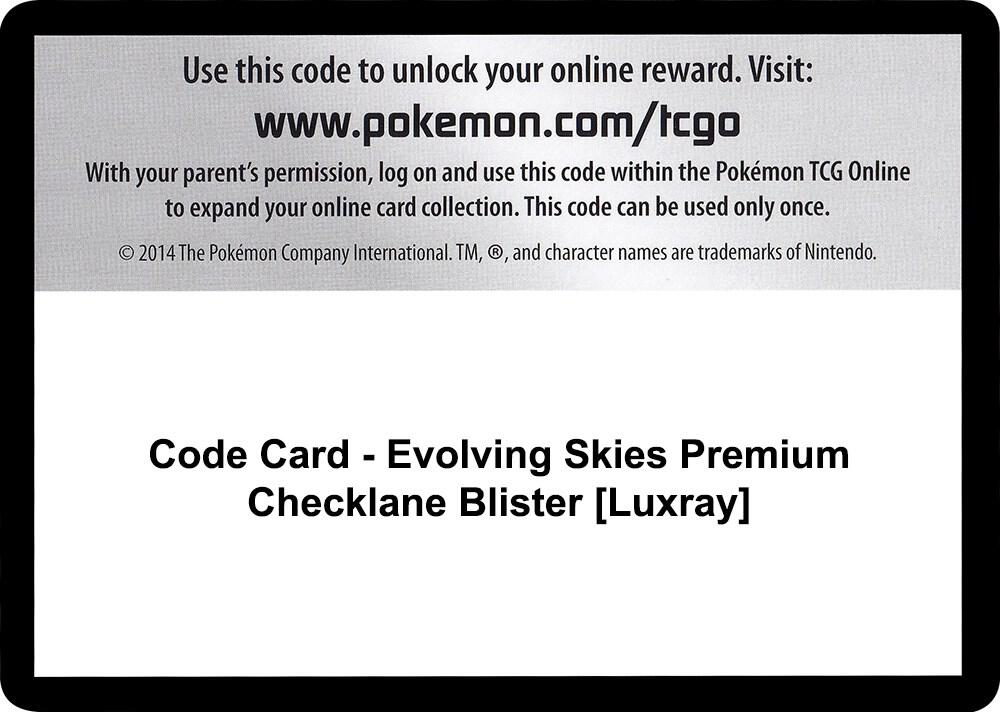 Use this code to unlock your online reward. Visit:
www.pokemon.com/tcgo
With your parent's permission, log on and use this code within the Pokémon TCG Online
to expand your online card collection. This code can be used only once.
© 2014 The Pokémon Company International. TM, ®, and character names are trademarks of Nintendo.
Code Card - Evolving Skies Premium
Checklane Blister [Luxray]